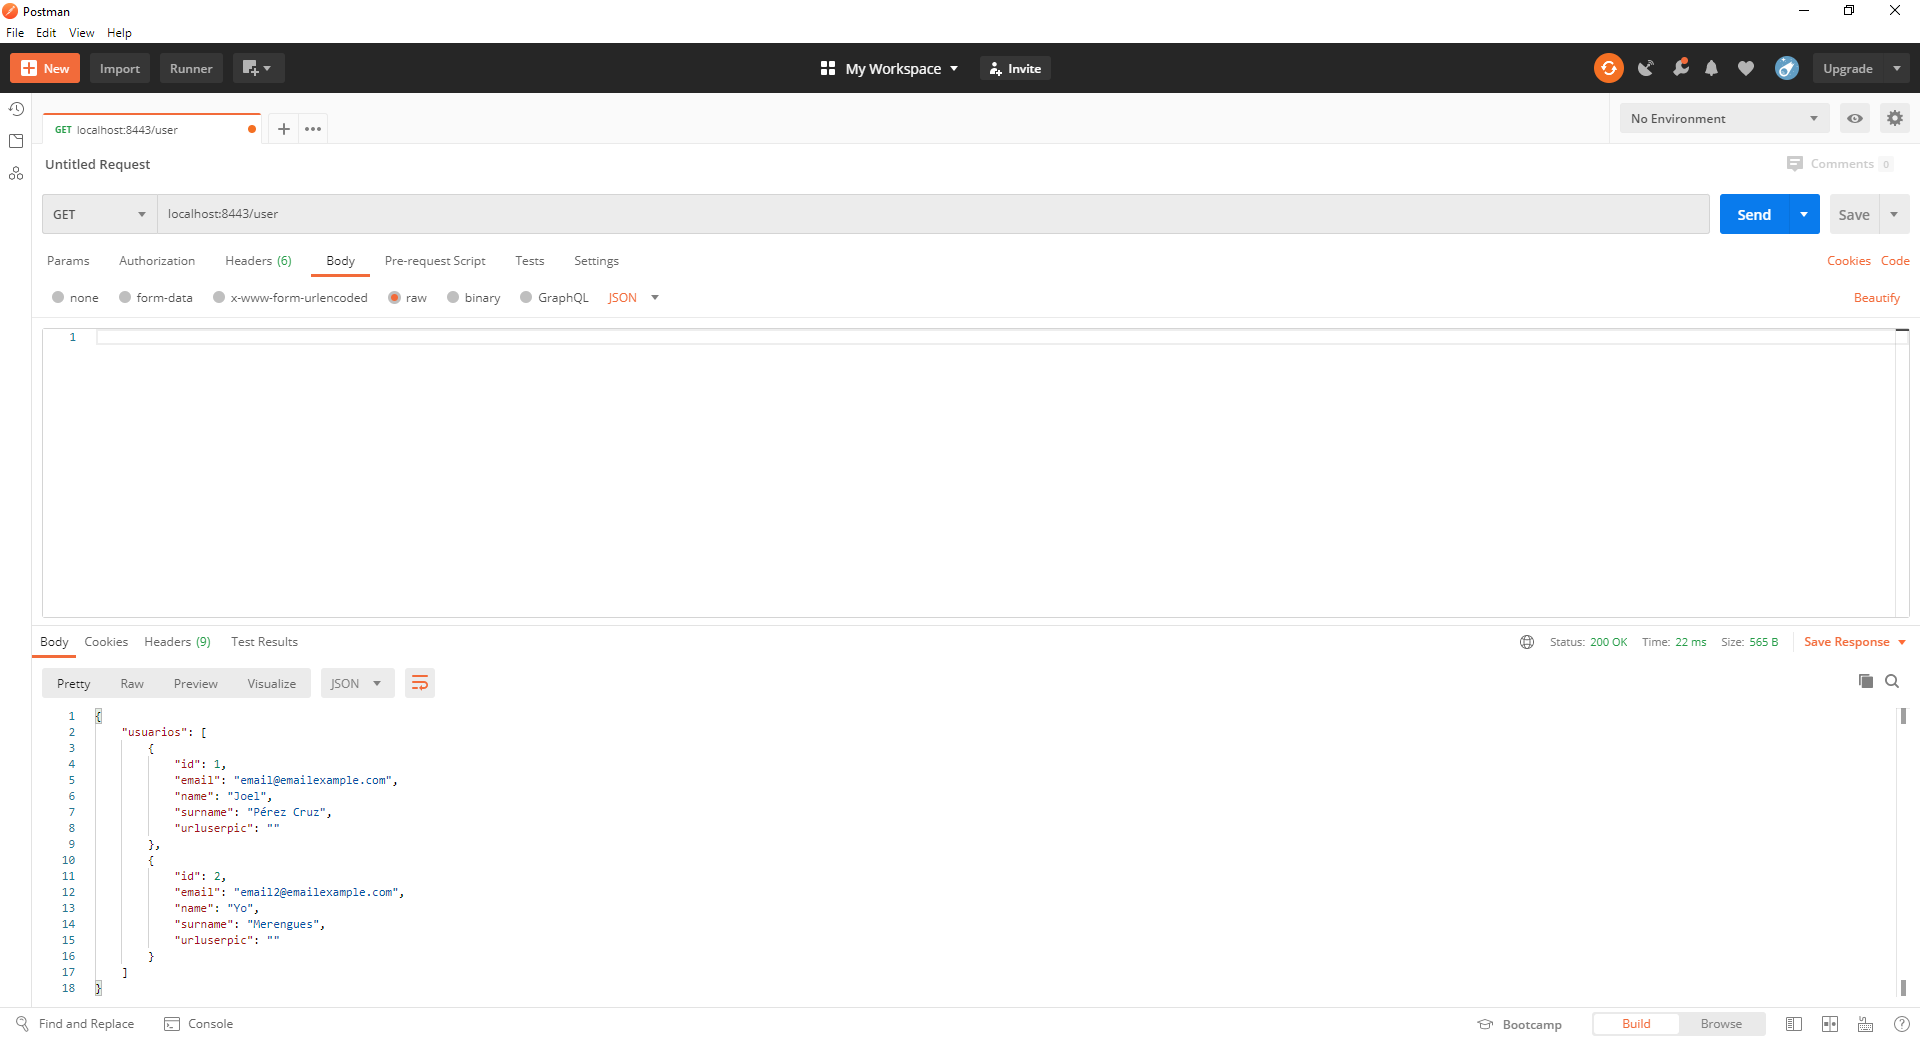 Postman
File Edit View Help
New Import Runner My Workspace Invite Upgrade
GET localhost:8443/user No Environment
Untitled Request Comments 0
GET localhost:8443/user Send Save
Params Authorization Headers (6) Body Pre-request Script Tests Settings Cookies Code
none form-data x-www-form-urlencoded raw binary GraphQL JSON Beautify
1
Body Cookies Headers (9) Test Results Status: 200 OK Time: 22 ms Size: 565 B Save Response
Pretty Raw Preview Visualize JSON
1 {
2 "usuarios": [
3 {
4 "id": 1,
5 "email": "email@emailexample.com",
6 "name": "Joel",
7 "surname": "Pérez Cruz",
8 "urluserpic": ""
9 },
10 {
11 "id": 2,
12 "email": "email2@emailexample.com",
13 "name": "Yo",
14 "surname": "Merengues",
15 "urluserpic": ""
16 }
17 ]
18 }
Find and Replace Console Bootcamp Build Browse